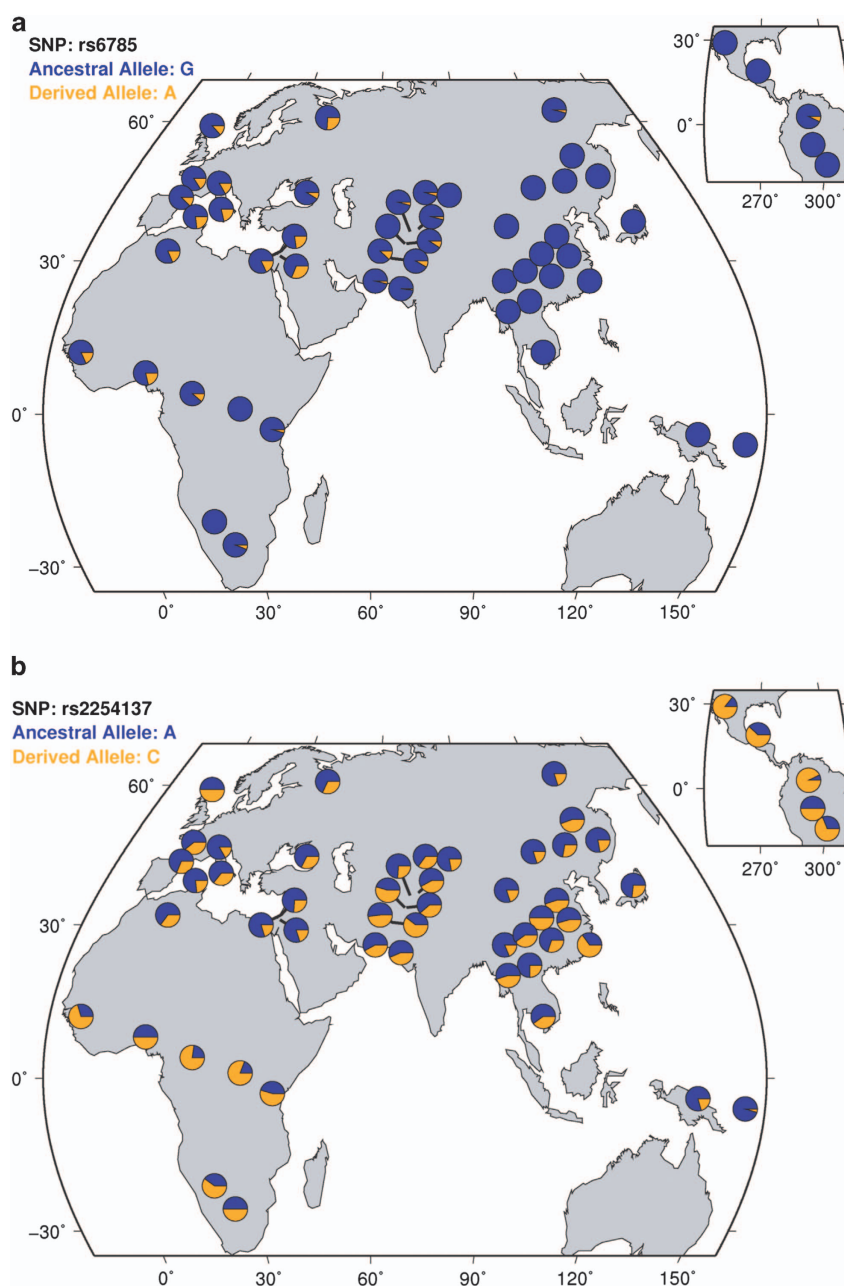 a
SNP: rs6785
Ancestral Allele: G
Derived Allele: A
30˚
0˚
270˚ 300˚
60˚
30˚
0˚
−30˚
0˚ 30˚ 60˚ 90˚ 120˚ 150˚
b
SNP: rs2254137
Ancestral Allele: A
Derived Allele: C
30˚
0˚
270˚ 300˚
60˚
30˚
0˚
−30˚
0˚ 30˚ 60˚ 90˚ 120˚ 150˚